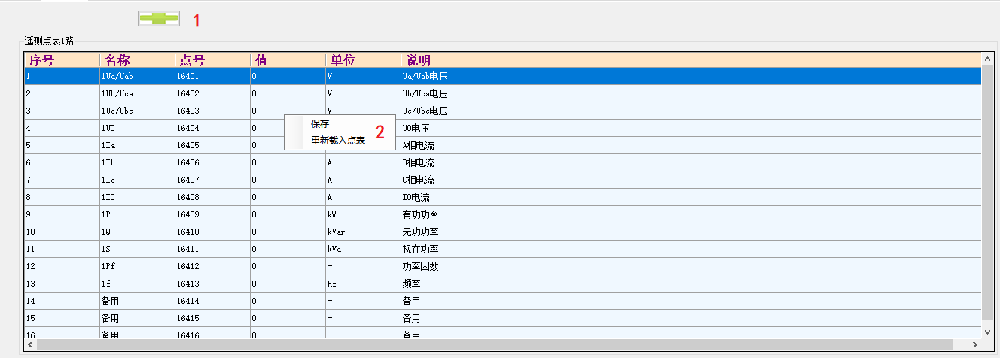 1
遥测点表1路
序号 名称 点号 值 单位 说明
1 1Ua/Uab 16401 0 V Ua/Uab电压
2 1Ub/Uca 16402 0 V Ub/Uca电压
3 1Uc/Ubc 16403 0 V Uc/Ubc电压
保存
4 1U0 16404 0 U0电压
重新载入点表 2
5 1Ia 16405 0 A相电流
6 1Ib 16406 0 A B相电流
7 1Ic 16407 0 A C相电流
8 1I0 16408 0 A I0电流
9 1P 16409 0 kW 有功功率
10 1Q 16410 0 kVar 无功功率
11 1S 16411 0 kVa 视在功率
12 1Pf 16412 0 - 功率因数
13 1f 16413 0 Hz 频率
14 备用 16414 0 - 备用
15 备用 16415 0 - 备用
16 备用 16416 0 - 备用